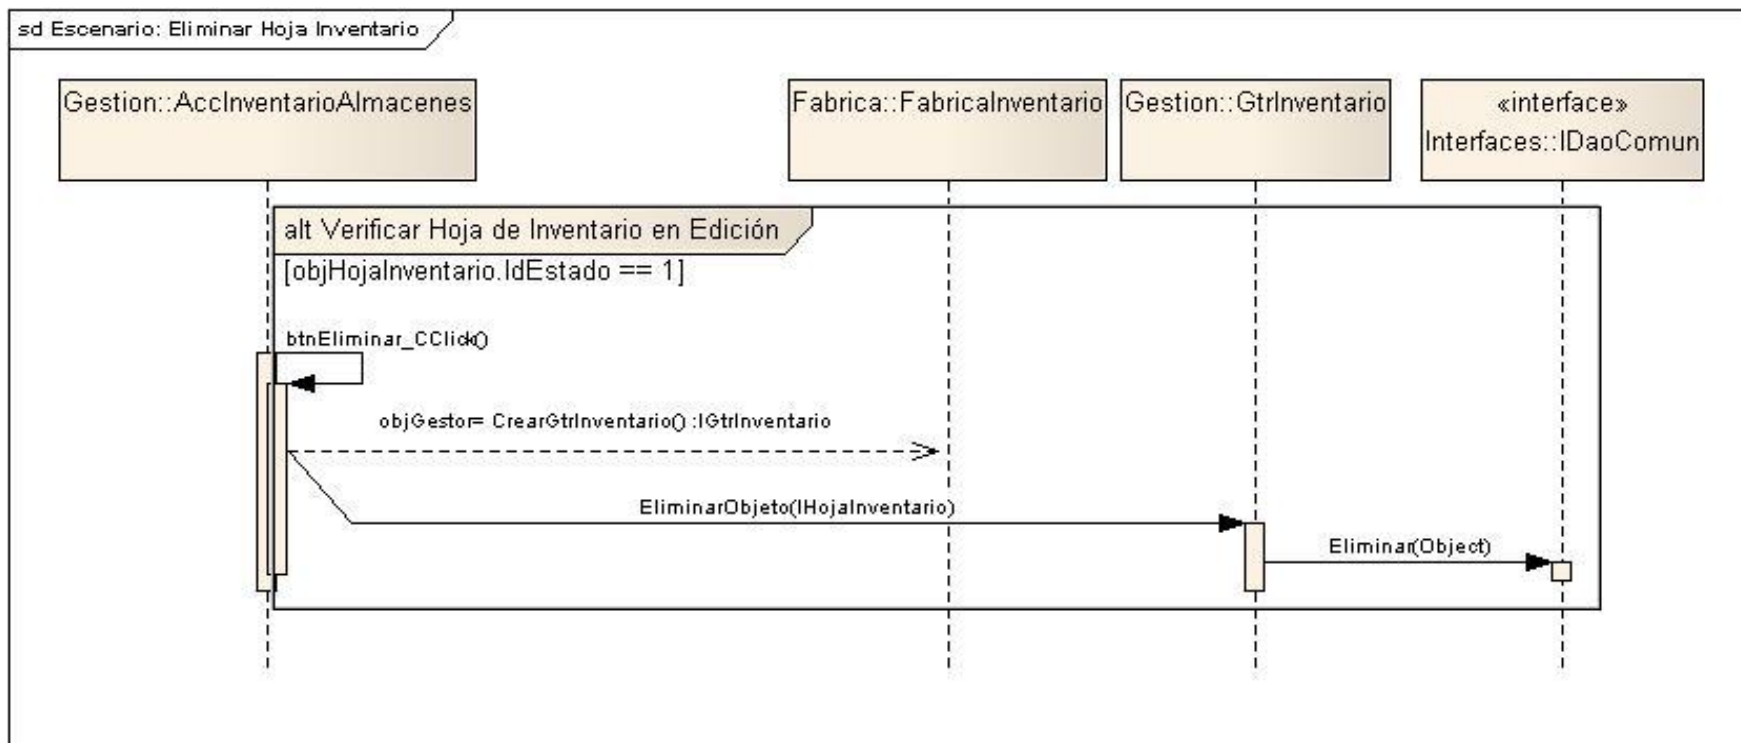 sd Escenario: Eliminar Hoja Inventario
Gestion::AccInventarioAlmacenes
Fabrica::FabricaInventario
Gestion::GtrInventario
«interface»
Interfaces::IDaoComun
alt Verificar Hoja de Inventario en Edición
[objHojaInventario.IdEstado == 1]
btnEliminar_CClick()
objGestor= CrearGtrInventario() :IGtrInventario
EliminarObjeto(IHojaInventario)
Eliminar(Object)